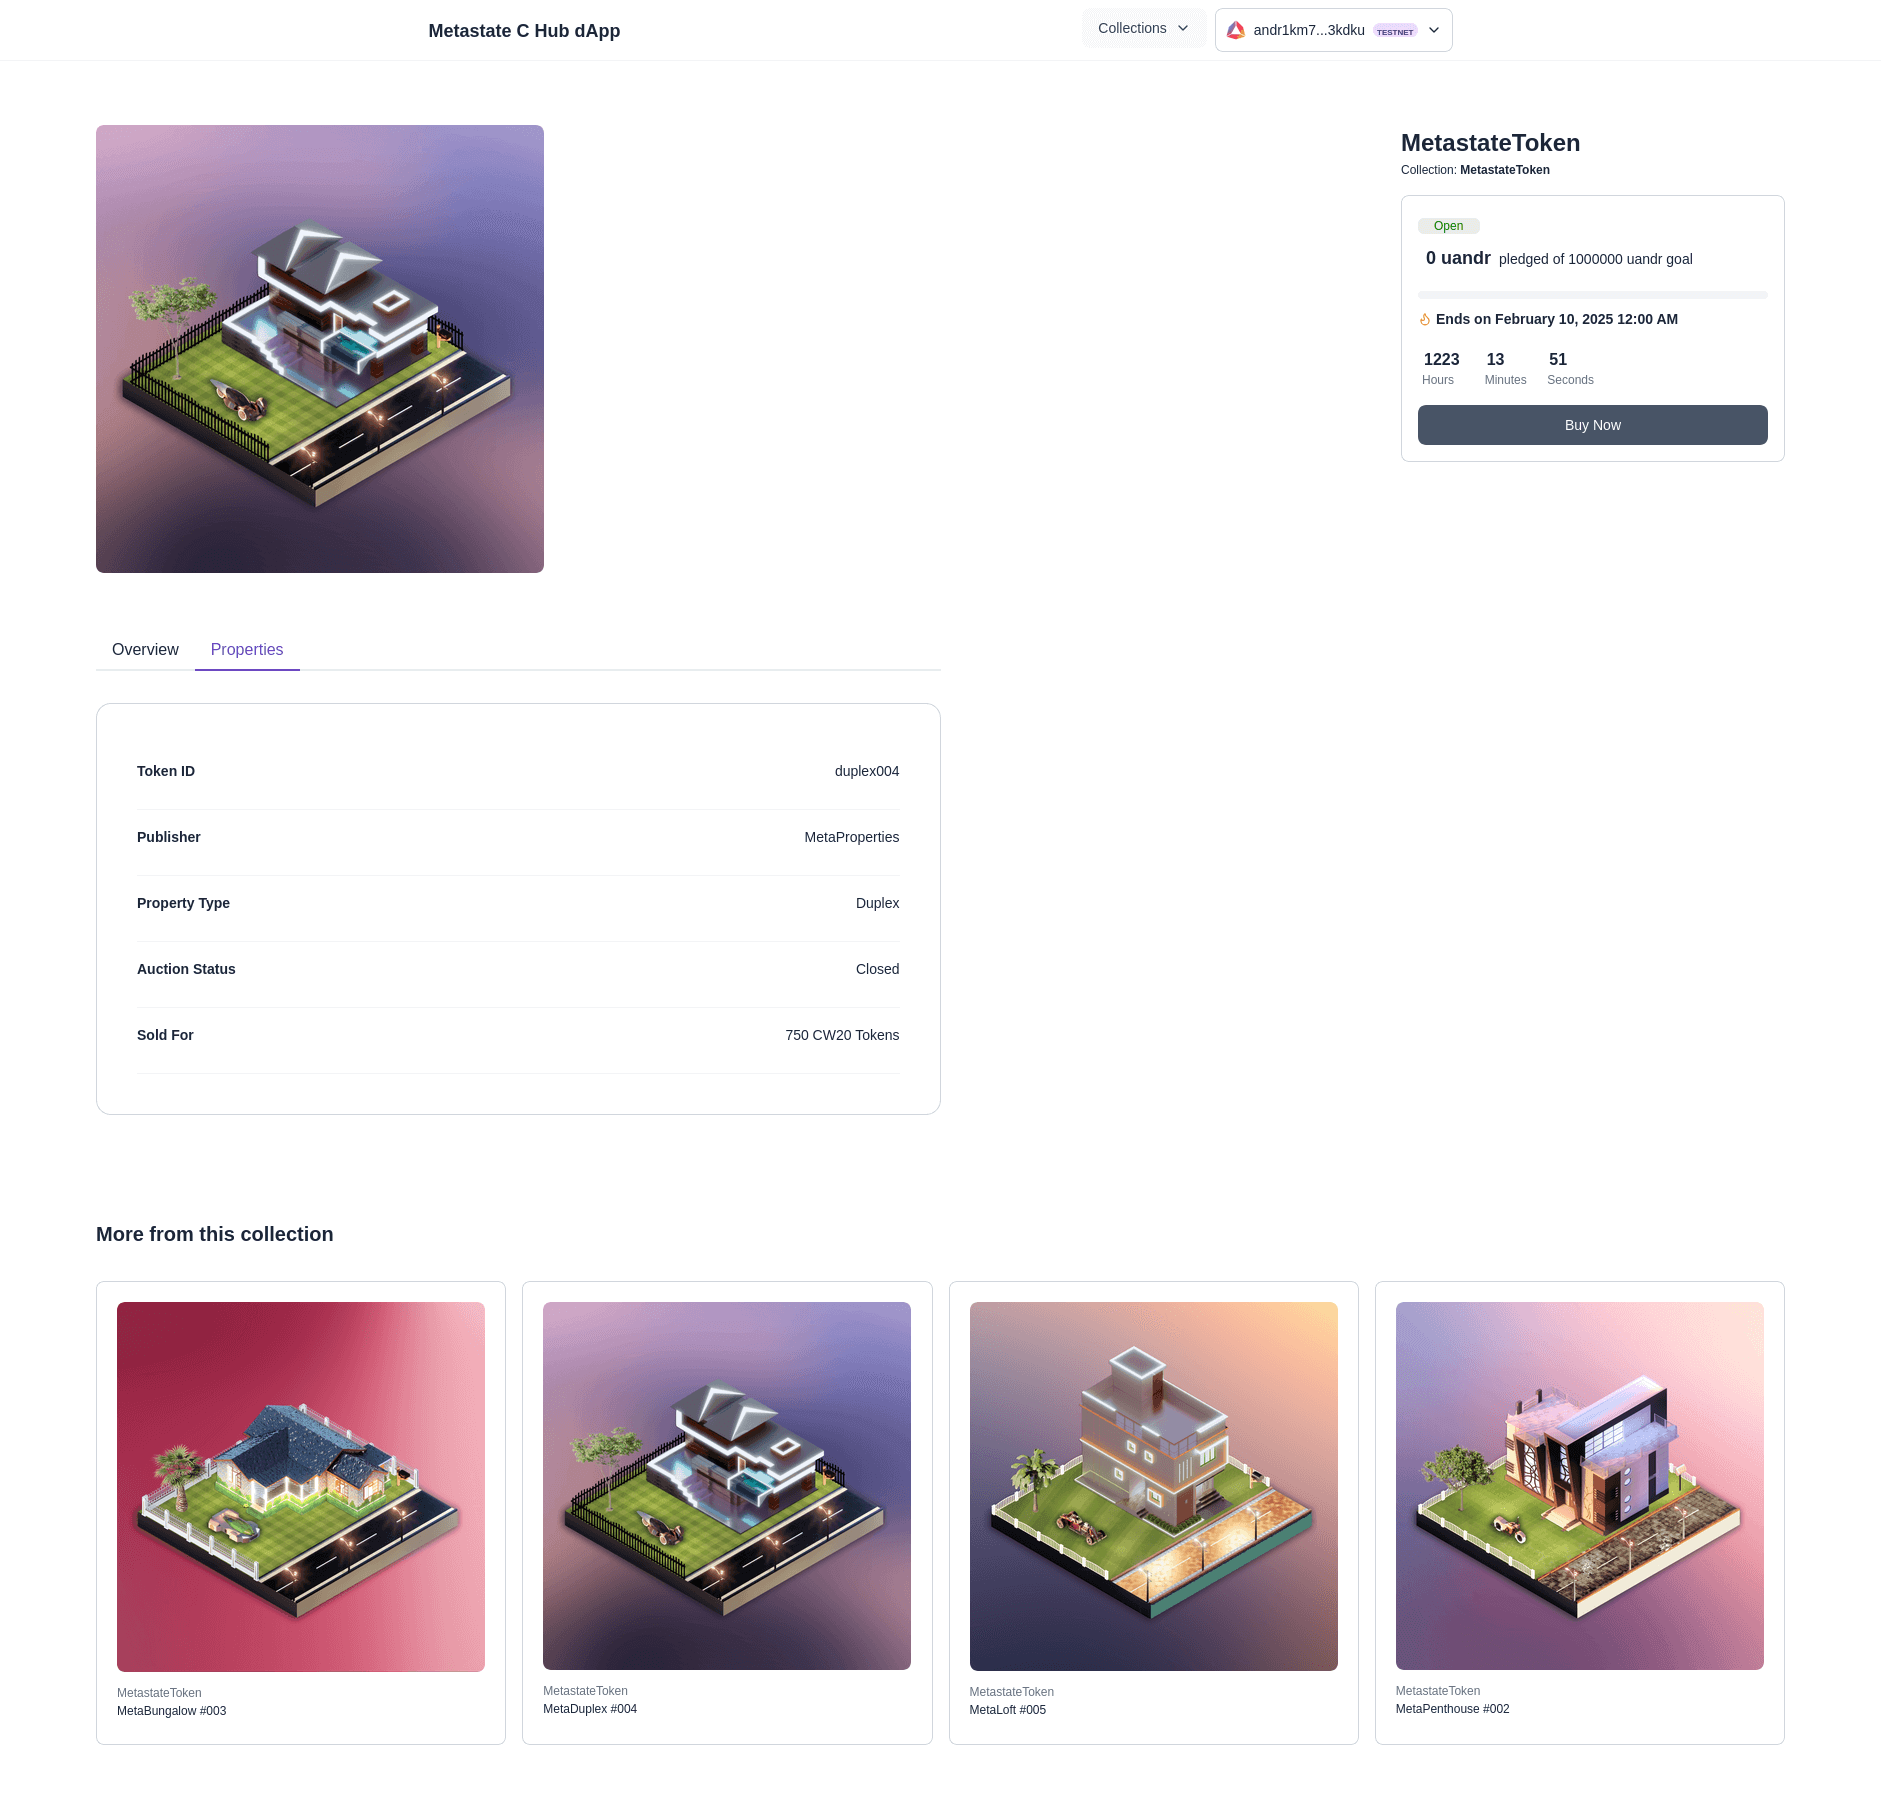 Metastate C Hub dApp
Collections
andr1km7...3kdku TESTNET
MetastateToken
Collection: MetastateToken
Open
0 uandr pledged of 1000000 uandr goal
Ends on February 10, 2025 12:00 AM
1223 13 51
Hours Minutes Seconds
Buy Now
Overview Properties
Token ID duplex004
Publisher MetaProperties
Property Type Duplex
Auction Status Closed
Sold For 750 CW20 Tokens
More from this collection
MetastateToken
MetaBungalow #003
MetastateToken
MetaDuplex #004
MetastateToken
MetaLoft #005
MetastateToken
MetaPenthouse #002